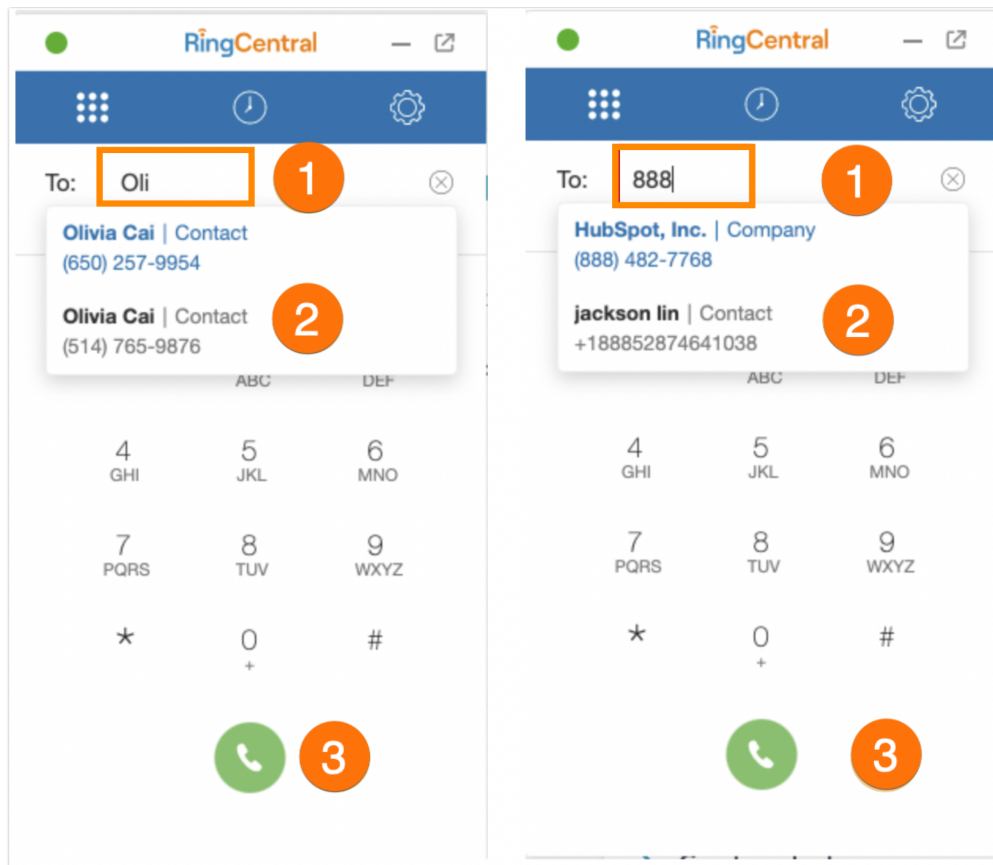 RingCentral
To: Oli
1
Olivia Cai | Contact
(650) 257-9954
Olivia Cai | Contact
(514) 765-9876
2
ABC DEF
4 5 6
GHI JKL MNO
7 8 9
PQRS TUV WXYZ
* 0 #
+
3
RingCentral
To: 888
1
HubSpot, Inc. | Company
(888) 482-7768
jackson lin | Contact
+188852874641038
2
ABC DEF
4 5 6
GHI JKL MNO
7 8 9
PQRS TUV WXYZ
* 0 #
+
3